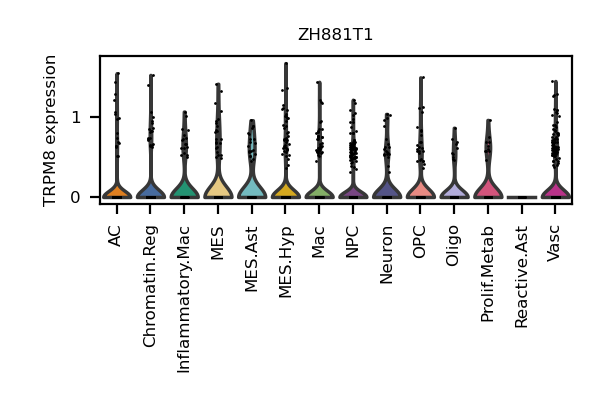 ZH881T1
TRPM8 expression
1
0
AC
Chromatin.Reg
Inflammatory.Mac
MES
MES.Ast
MES.Hyp
Mac
NPC
Neuron
OPC
Oligo
Prolif.Metab
Reactive.Ast
Vasc